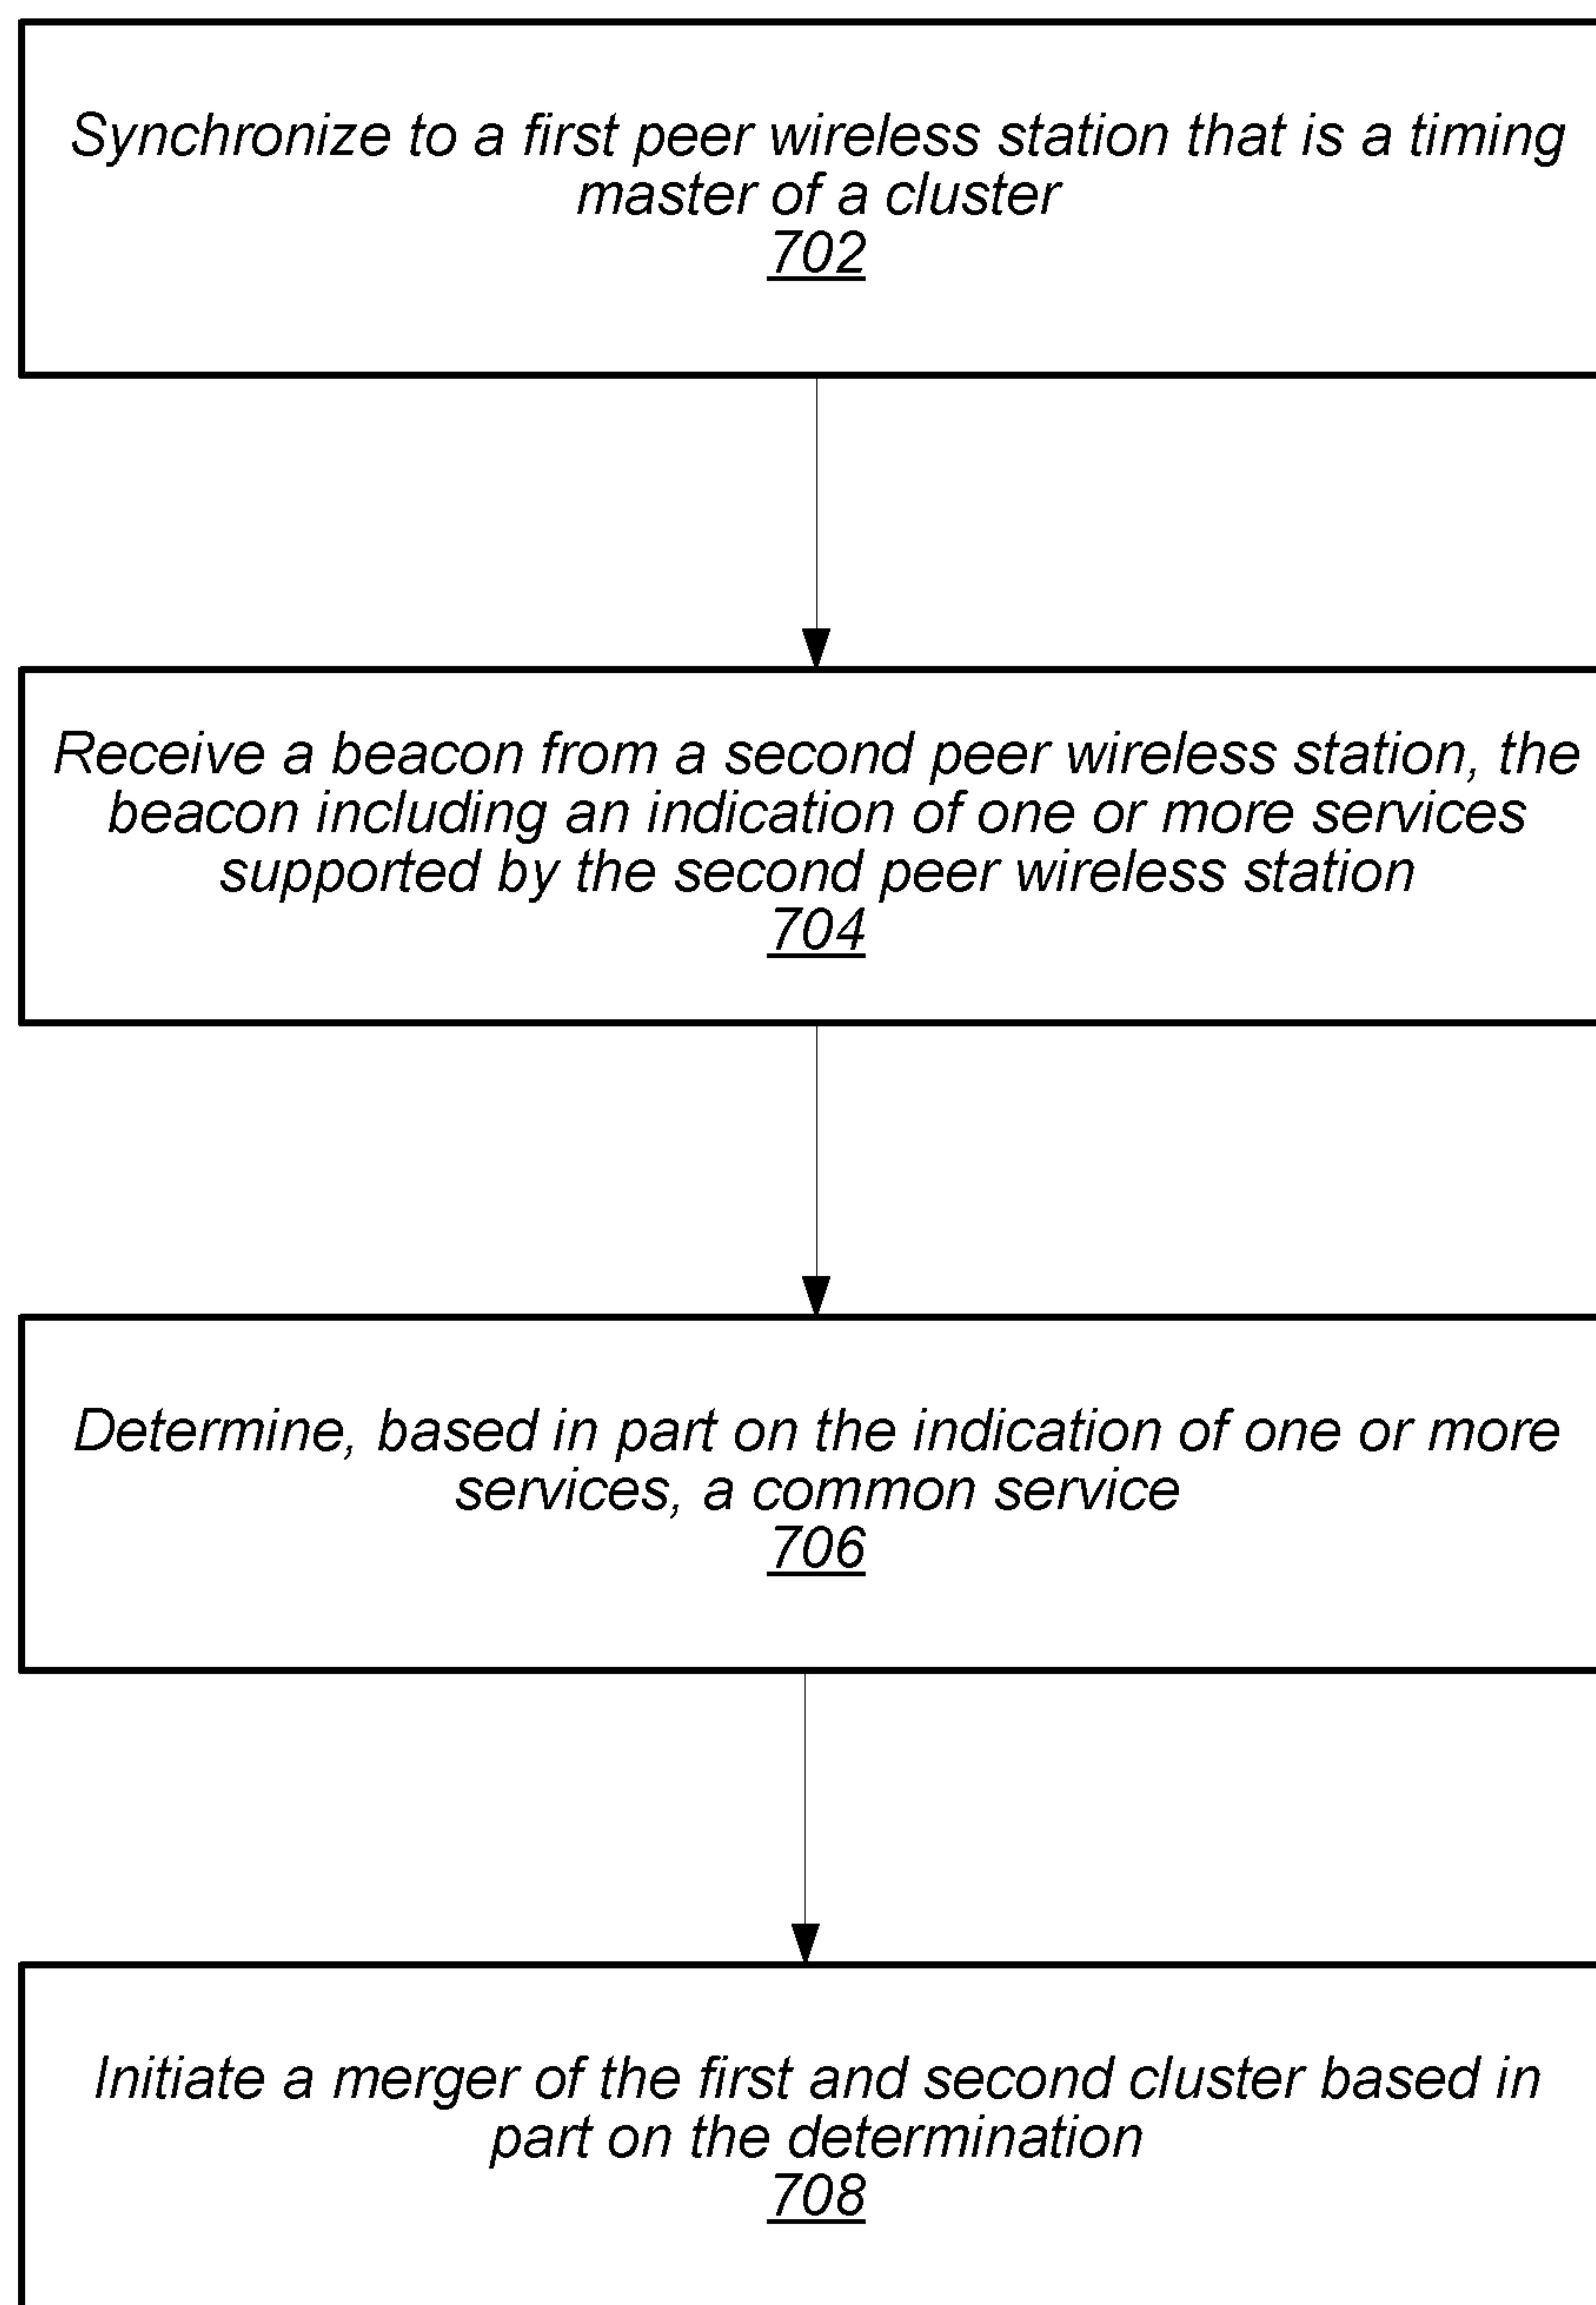 Synchronize to a first peer wireless station that is a timing
master of a cluster
702
Receive a beacon from a second peer wireless station, the
beacon including an indication of one or more services
supported by the second peer wireless station
704
Determine, based in part on the indication of one or more
services, a common service
706
Initiate a merger of the first and second cluster based in
part on the determination
708